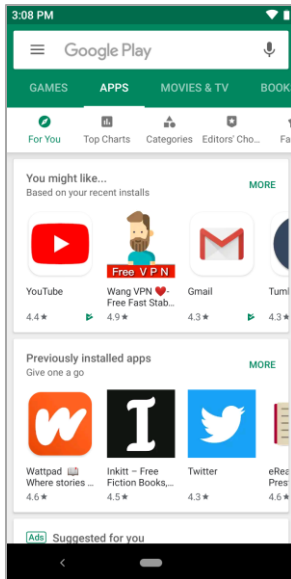 3:08 PM
Google Play
GAMES APPS MOVIES & TV BOOK
For You Top Charts Categories Editors' Cho... Fa
You might like...
Based on your recent installs
MORE
Free VPN
YouTube Wang VPN ❤️- Gmail Tuml
Free Fast Stab...
4.4★ 4.9★ 4.3★ 4.3★
Previously installed apps
Give one a go
MORE
Wattpad 📖 Inkitt – Free Twitter eRea
Where stories ... Fiction Books,... Pres
4.6★ 4.5★ 4.3★ 4.6★
Ads Suggested for you